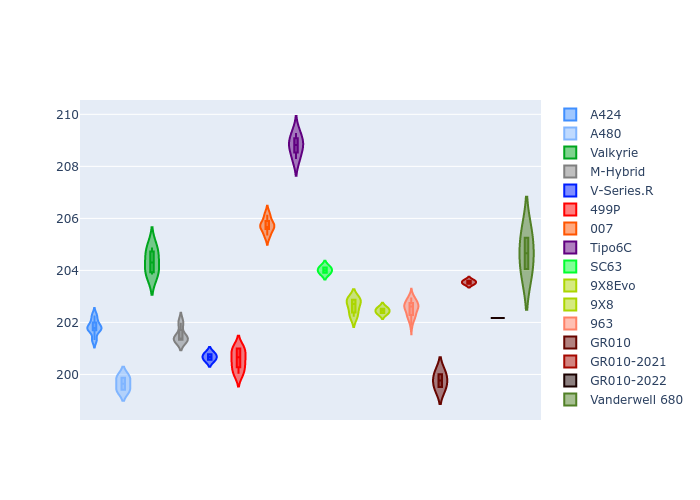 210
208
206
204
202
200
A424
A480
Valkyrie
M-Hybrid
V-Series.R
499P
007
Tipo6C
SC63
9X8Evo
9X8
963
GR010
GR010-2021
GR010-2022
Vanderwell 680